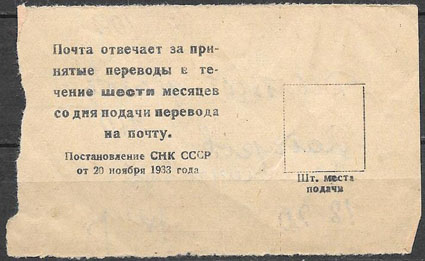 Почта отвечает за при-
нятые переводы в те-
чение шести месяцев
со дня подачи перевода
на почту.
Постановление СНК СССР
от 20 ноября 1933 года
Шт. места
подачи